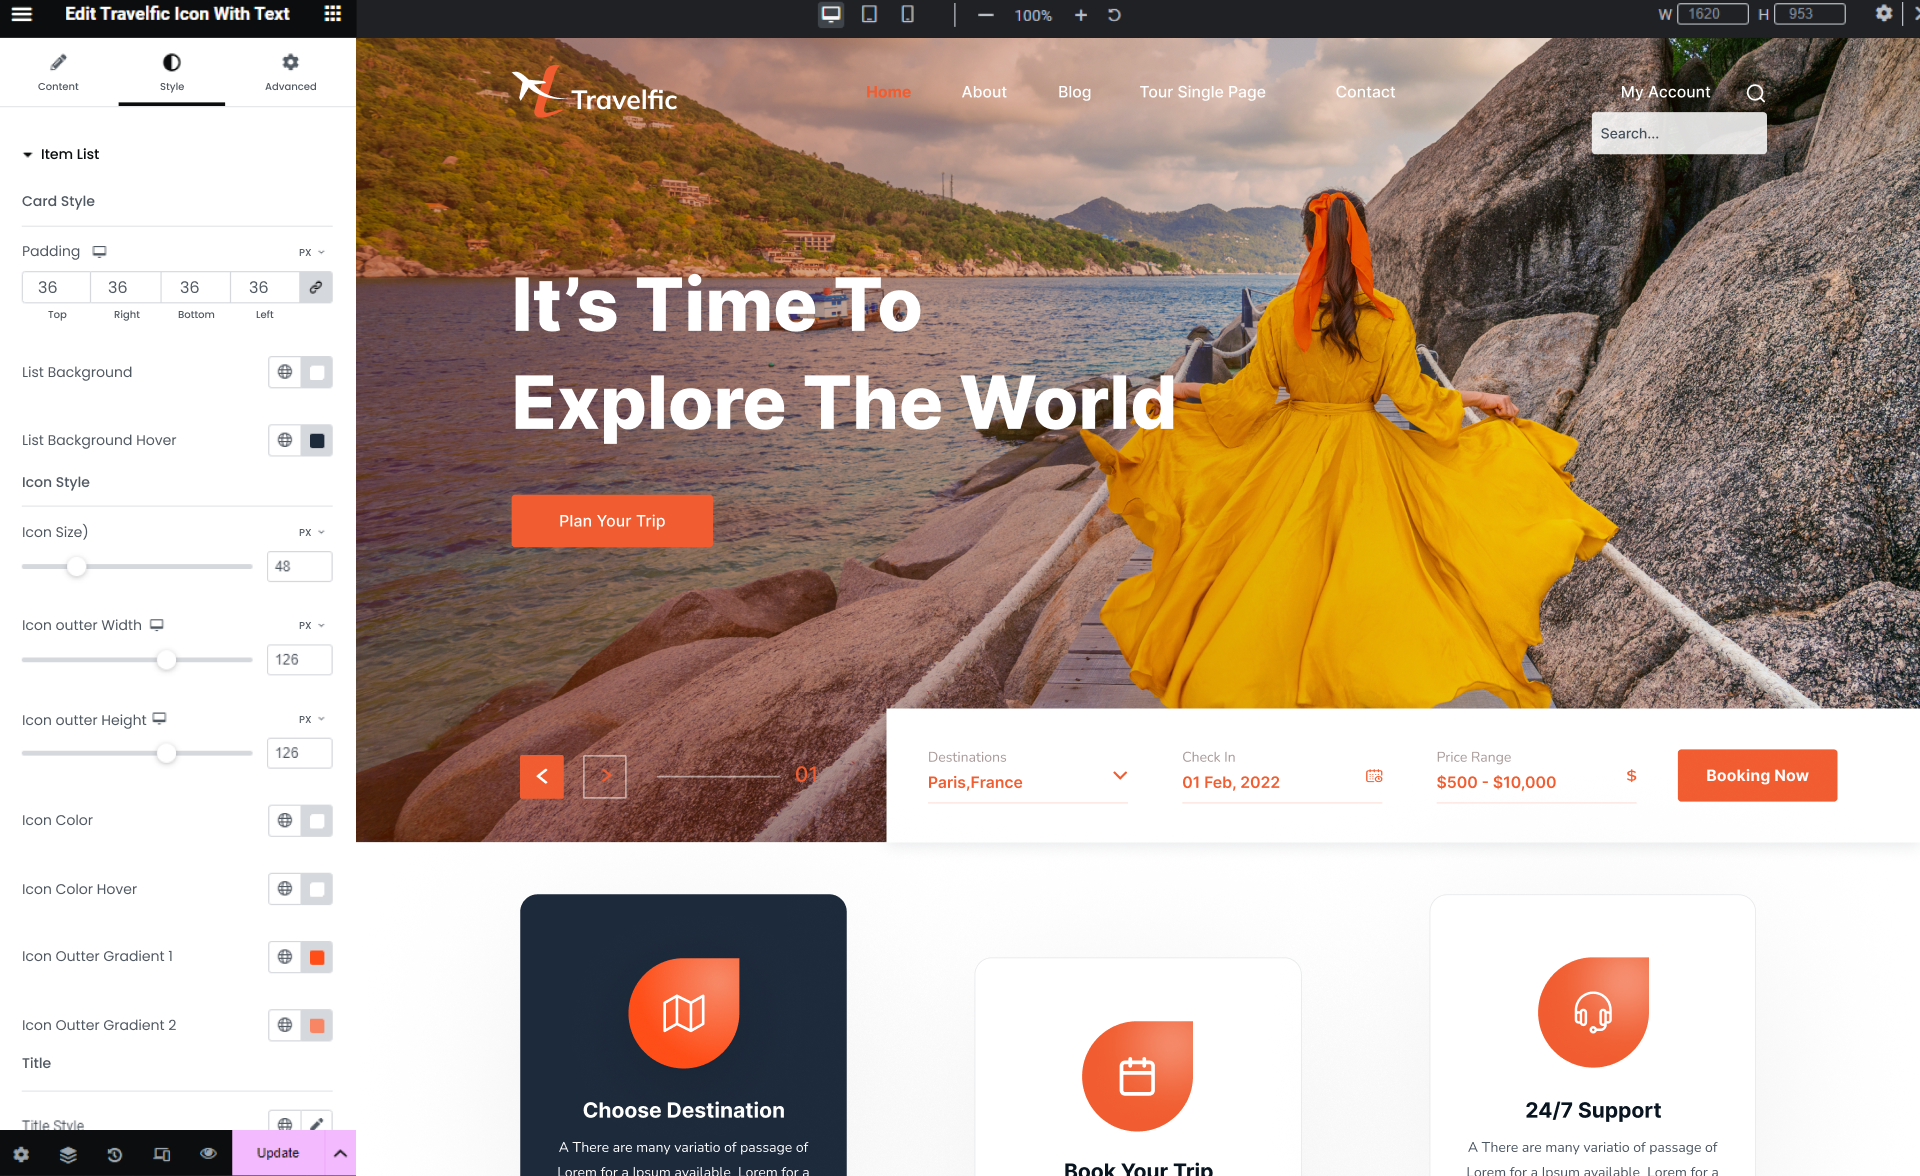 Edit Travelfic Icon With Text
100%
W 1620 H 953
Content
Style
Advanced
Item List
Card Style
Padding
PX
36 36 36 36
Top Right Bottom Left
List Background
List Background Hover
Icon Style
Icon Size)
PX
48
Icon outter Width
PX
126
Icon outter Height
PX
126
Icon Color
Icon Color Hover
Icon Outter Gradient 1
Icon Outter Gradient 2
Title
Title Style
Update
Travelfic
Home About Blog Tour Single Page Contact
My Account
Search...
It’s Time To
Explore The World
Plan Your Trip
01
Destinations
Paris,France
Check In
01 Feb, 2022
Price Range
$500 - $10,000
$
Booking Now
Choose Destination
A There are many variatio of passage of
Lorem for a Ipsum available, Lorem for a
Book Your Trip
24/7 Support
A There are many variatio of passage of
Lorem for a Ipsum available, Lorem for a